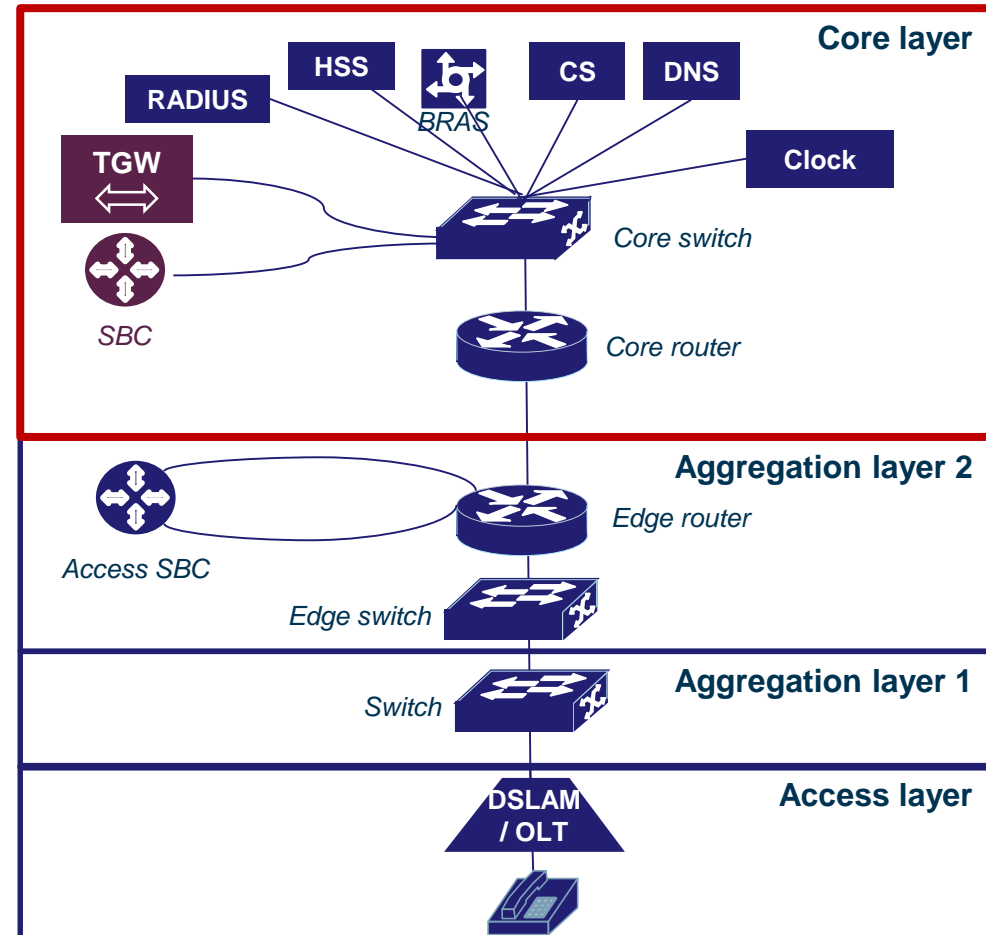 Core layer
HSS
CS
DNS
RADIUS
BRAS
TGW
Clock
Core switch
SBC
Core router
Aggregation layer 2
Edge router
Access SBC
Edge switch
Aggregation layer 1
Switch
Access layer
DSLAM
/ OLT